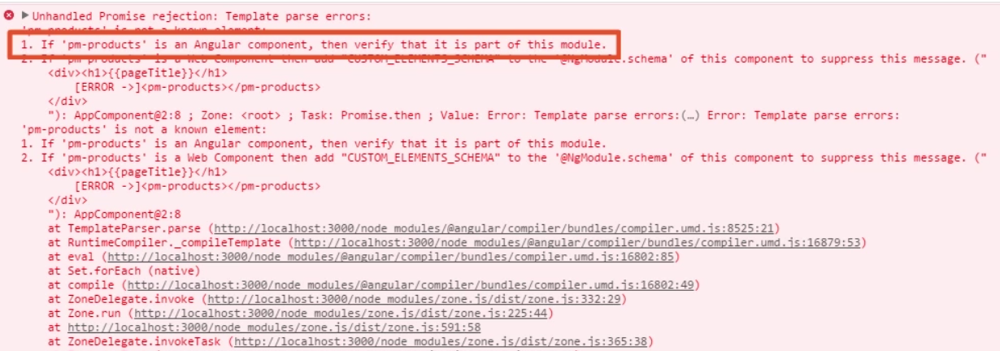 Unhandled Promise rejection: Template parse errors:
'pm-products' is not a known element:
1. If 'pm-products' is an Angular component, then verify that it is part of this module.
2. If 'pm-products' is a Web Component then add "CUSTOM_ELEMENTS_SCHEMA" to the '@NgModule.schema' of this component to suppress this message. ("
<div><h1>{{pageTitle}}</h1>
[ERROR ->]<pm-products></pm-products>
</div>
"): AppComponent@2:8 ; Zone: <root> ; Task: Promise.then ; Value: Error: Template parse errors:(…) Error: Template parse errors:
'pm-products' is not a known element:
1. If 'pm-products' is an Angular component, then verify that it is part of this module.
2. If 'pm-products' is a Web Component then add "CUSTOM_ELEMENTS_SCHEMA" to the '@NgModule.schema' of this component to suppress this message. ("
<div><h1>{{pageTitle}}</h1>
[ERROR ->]<pm-products></pm-products>
</div>
"): AppComponent@2:8
at TemplateParser.parse (http://localhost:3000/node_modules/@angular/compiler/bundles/compiler.umd.js:8525:21)
at RuntimeCompiler._compileTemplate (http://localhost:3000/node_modules/@angular/compiler/bundles/compiler.umd.js:16879:53)
at eval (http://localhost:3000/node_modules/@angular/compiler/bundles/compiler.umd.js:16802:85)
at Set.forEach (native)
at compile (http://localhost:3000/node_modules/@angular/compiler/bundles/compiler.umd.js:16802:49)
at ZoneDelegate.invoke (http://localhost:3000/node_modules/zone.js/dist/zone.js:332:29)
at Zone.run (http://localhost:3000/node_modules/zone.js/dist/zone.js:225:44)
at http://localhost:3000/node_modules/zone.js/dist/zone.js:591:58
at ZoneDelegate.invokeTask (http://localhost:3000/node_modules/zone.js/dist/zone.js:365:38)